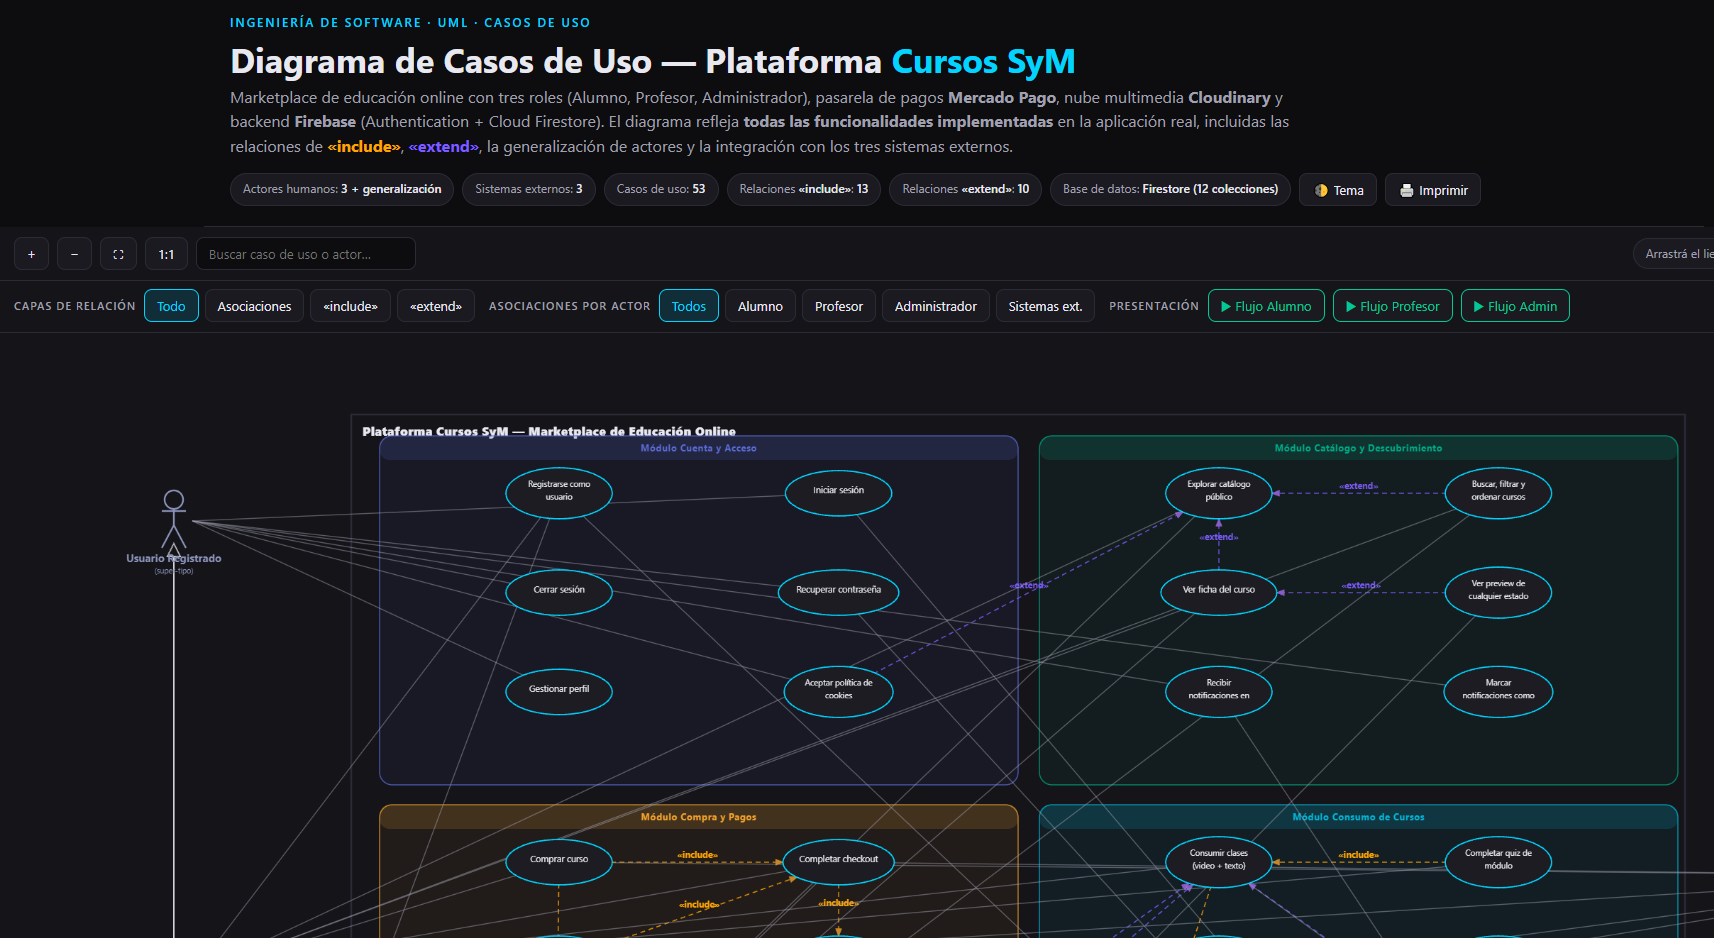 INGENIERÍA DE SOFTWARE · UML · CASOS DE USO
Diagrama de Casos de Uso — Plataforma Cursos SyM
Marketplace de educación online con tres roles (Alumno, Profesor, Administrador), pasarela de pagos Mercado Pago, nube multimedia Cloudinary y
backend Firebase (Authentication + Cloud Firestore). El diagrama refleja todas las funcionalidades implementadas en la aplicación real, incluidas las
relaciones de «include», «extend», la generalización de actores y la integración con los tres sistemas externos.
Actores humanos: 3 + generalización
Sistemas externos: 3
Casos de uso: 53
Relaciones «include»: 13
Relaciones «extend»: 10
Base de datos: Firestore (12 colecciones)
Tema
Imprimir
+
−
1:1
Buscar caso de uso o actor...
Arrastrá el lie
CAPAS DE RELACIÓN
Todo
Asociaciones
«include»
«extend»
ASOCIACIONES POR ACTOR
Todos
Alumno
Profesor
Administrador
Sistemas ext.
PRESENTACIÓN
▶ Flujo Alumno
▶ Flujo Profesor
▶ Flujo Admin
Plataforma Cursos SyM — Marketplace de Educación Online
Usuario Registrado
(super-tipo)
Módulo Cuenta y Acceso
Registrarse como
usuario
Iniciar sesión
Cerrar sesión
Recuperar contraseña
Gestionar perfil
Aceptar política de
cookies
«extend»
Módulo Catálogo y Descubrimiento
Explorar catálogo
público
«extend»
Buscar, filtrar y
ordenar cursos
«extend»
Ver ficha del curso
«extend»
Ver preview de
cualquier estado
Recibir
notificaciones en
Marcar
notificaciones como
Módulo Compra y Pagos
Comprar curso
«include»
Completar checkout
«include»
«include»
Módulo Consumo de Cursos
Consumir clases
(video + texto)
«include»
Completar quiz de
módulo